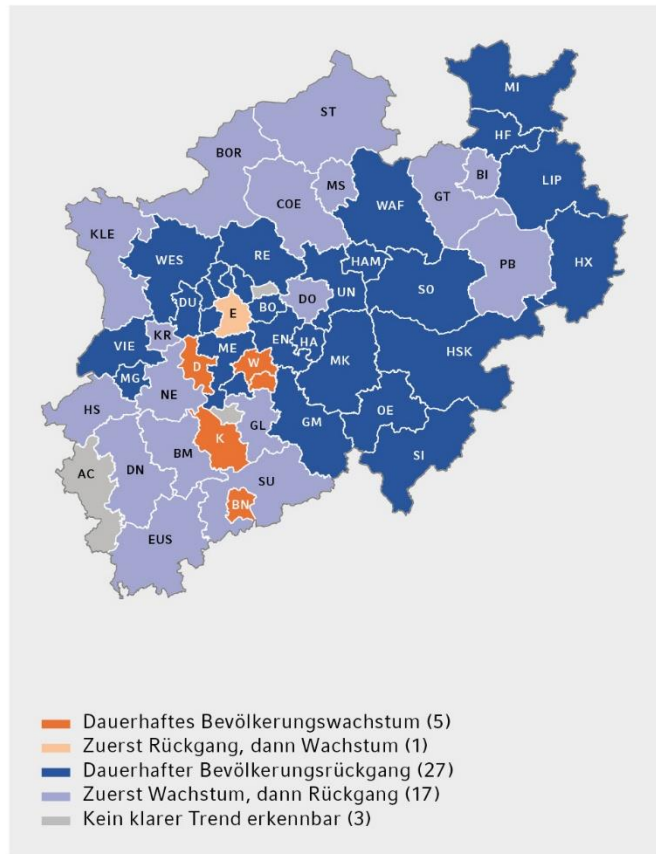 MI
ST
HF
BOR
BI
LIP
MS
GT
COE
WAF
KLE
PB
HX
WES
RE
HAM
SO
DU
UN
DO
BO
E
KR
EN
HA
VIE
ME
HSK
MK
D
W
MG
NE
OE
HS
GL
GM
K
BM
SI
AC
DN
SU
BN
EUS
Dauerhaftes Bevölkerungswachstum (5)
Zuerst Rückgang, dann Wachstum (1)
Dauerhafter Bevölkerungsrückgang (27)
Zuerst Wachstum, dann Rückgang (17)
Kein klarer Trend erkennbar (3)